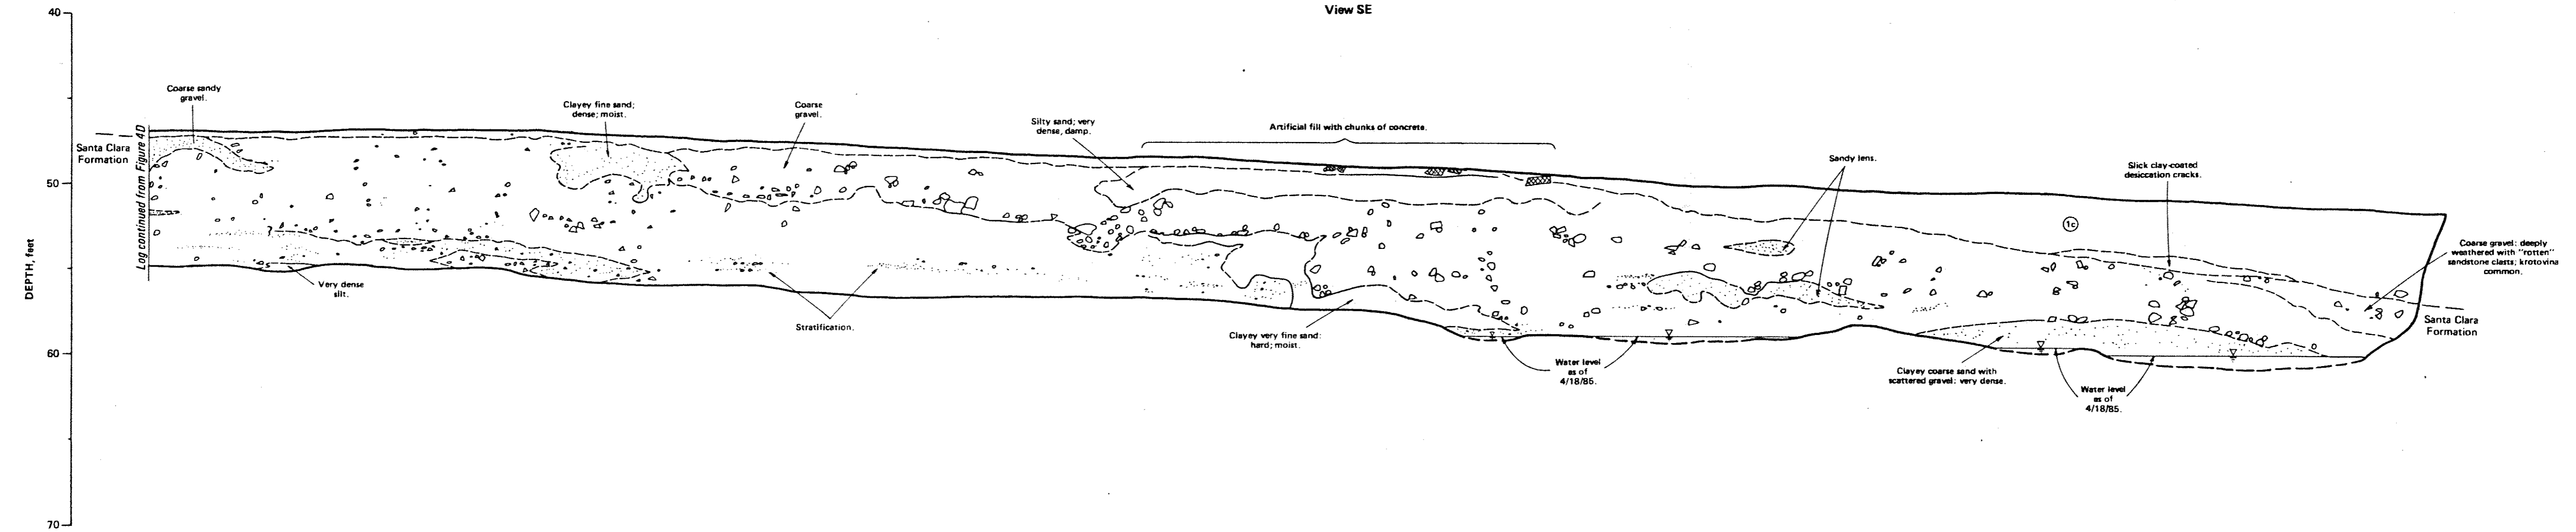 View SE
40
50
60
70
DEPTH, feet
Santa Clara
Formation
Log continued from Figure 4D
Coarse sandy
gravel.
Very dense
silt.
Clayey fine sand;
dense; moist.
Coarse
gravel.
Stratification.
Silty sand; very
dense, damp.
Artificial fill with chunks of concrete.
Clayey very fine sand:
hard; moist.
Water level
as of
4/18/85.
Sandy lens.
1c
Slick clay-coated
desiccation cracks.
Clayey coarse sand with
scattered gravel: very dense.
Water level
as of
4/18/85.
Coarse gravel: deeply
weathered with "rotten"
sandstone clasts; krotovina
common.
Santa Clara
Formation